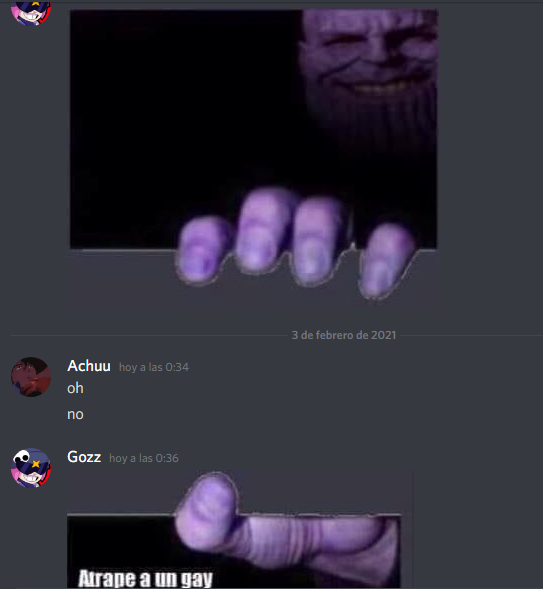 3 de febrero de 2021
Achuu hoy a las 0:34
oh
no
Gozz hoy a las 0:36
Atrape a un gay